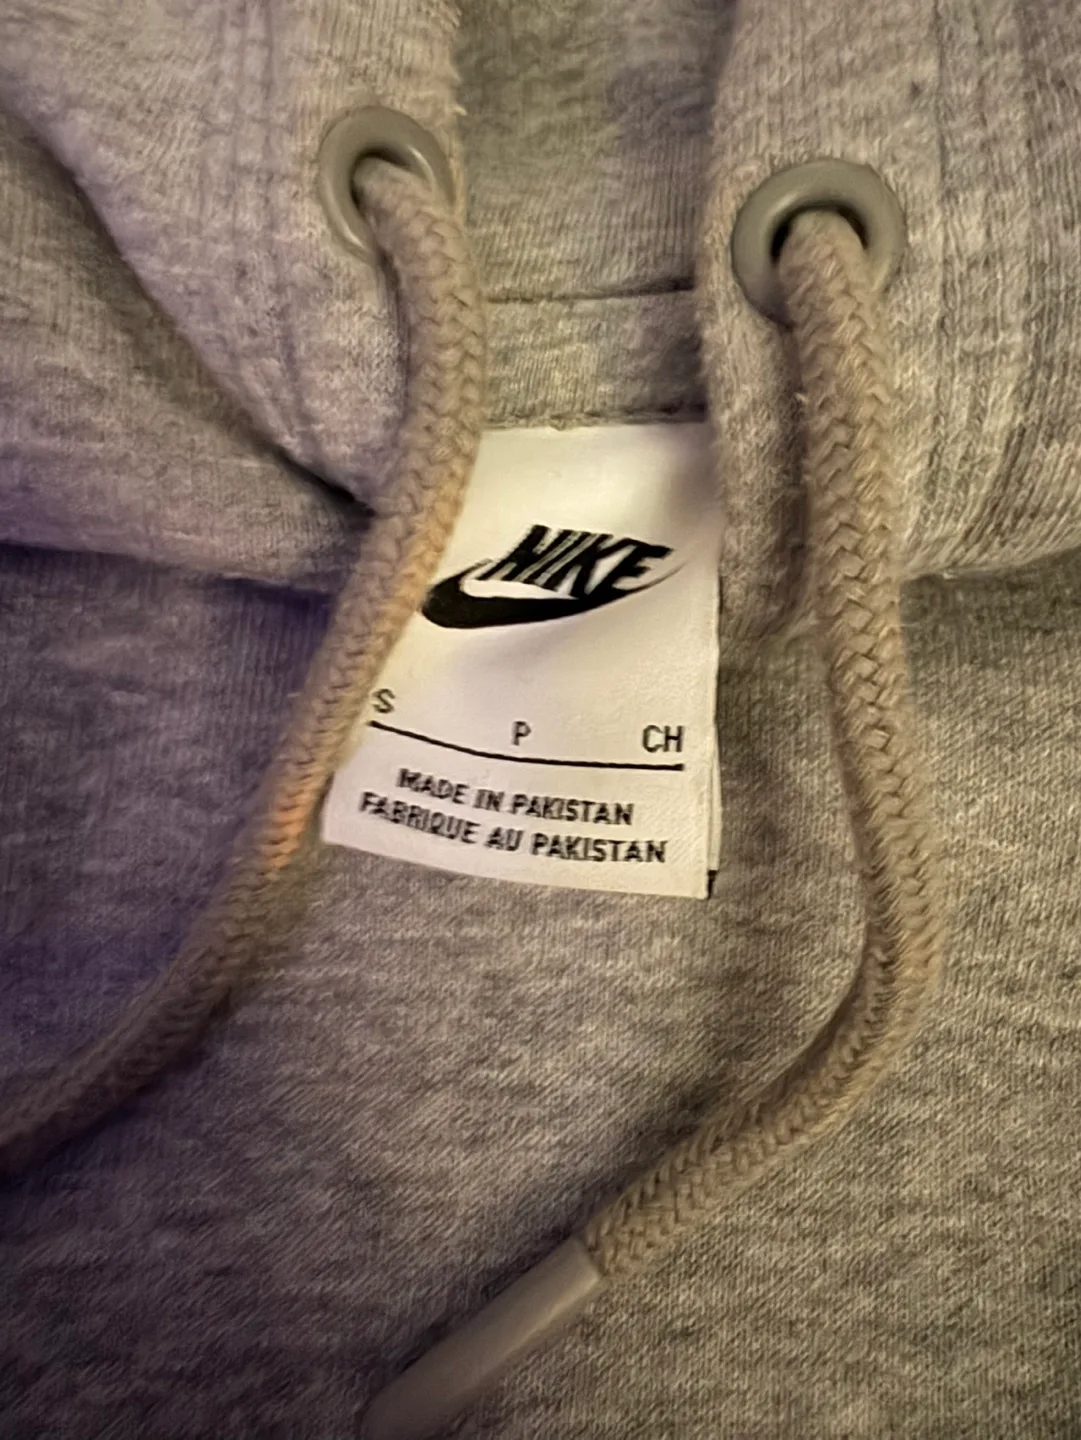 NIKE
S P CH
MADE IN PAKISTAN
FABRIQUE AU PAKISTAN